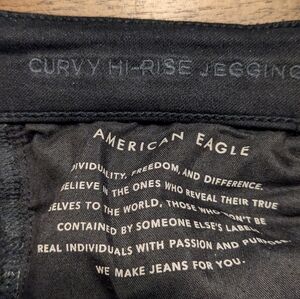 CURVY HI-RISE JEGGING
AMERICAN EAGLE
DIVIDUALITY, FREEDOM, AND DIFFERENCE.
BELIEVE IN THE ONES WHO REVEAL THEIR TRUE
ELVES TO THE WORLD, THOSE WHO WON'T BE
CONTAINED BY SOMEONE ELSE'S LABEL.
REAL INDIVIDUALS WITH PASSION AND PURPOSE.
WE MAKE JEANS FOR YOU.